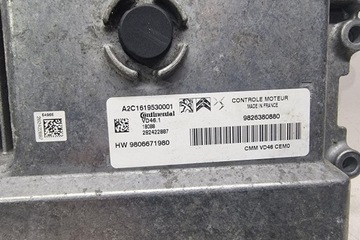 A2C1619530001
Continental
VD46.1
18088
282422887
HW 9806671980
CONTROLE MOTEUR
MADE IN FRANCE
9826380880
CMM VD46 CEM0